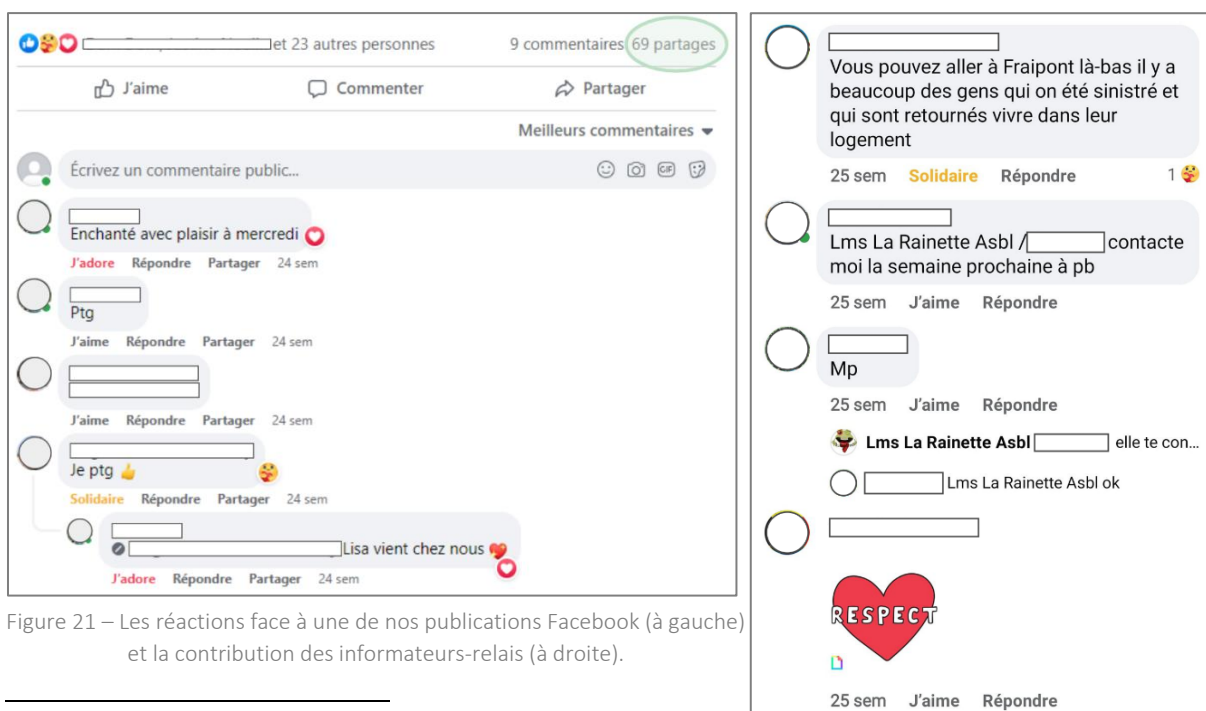 et 23 autres personnes 9 commentaires 69 partages
J'aime Commenter Partager
Meilleurs commentaires
Écrivez un commentaire public...
GIF
Enchanté avec plaisir à mercredi
J'adore Répondre Partager 24 sem
Ptg
J'aime Répondre Partager 24 sem
J'aime Répondre Partager 24 sem
Je ptg
Solidaire Répondre Partager 24 sem
Lisa vient chez nous
J'adore Répondre Partager 24 sem
Figure 21 – Les réactions face à une de nos publications Facebook (à gauche)
et la contribution des informateurs-relais (à droite).
Vous pouvez aller à Fraipont là-bas il y a
beaucoup des gens qui on été sinistré et
qui sont retournés vivre dans leur
logement
25 sem Solidaire Répondre 1
Lms La Rainette Asbl / contacte
moi la semaine prochaine à pb
25 sem J'aime Répondre
Mp
25 sem J'aime Répondre
Lms La Rainette Asbl elle te con...
Lms La Rainette Asbl ok
RESPECT
25 sem J'aime Répondre